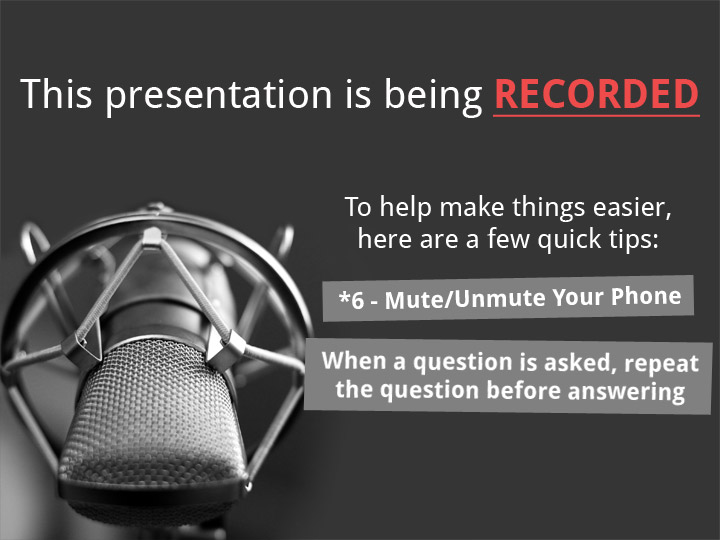 This presentation is being RECORDED
To help make things easier,
here are a few quick tips:
*6 - Mute/Unmute Your Phone
When a question is asked, repeat
the question before answering